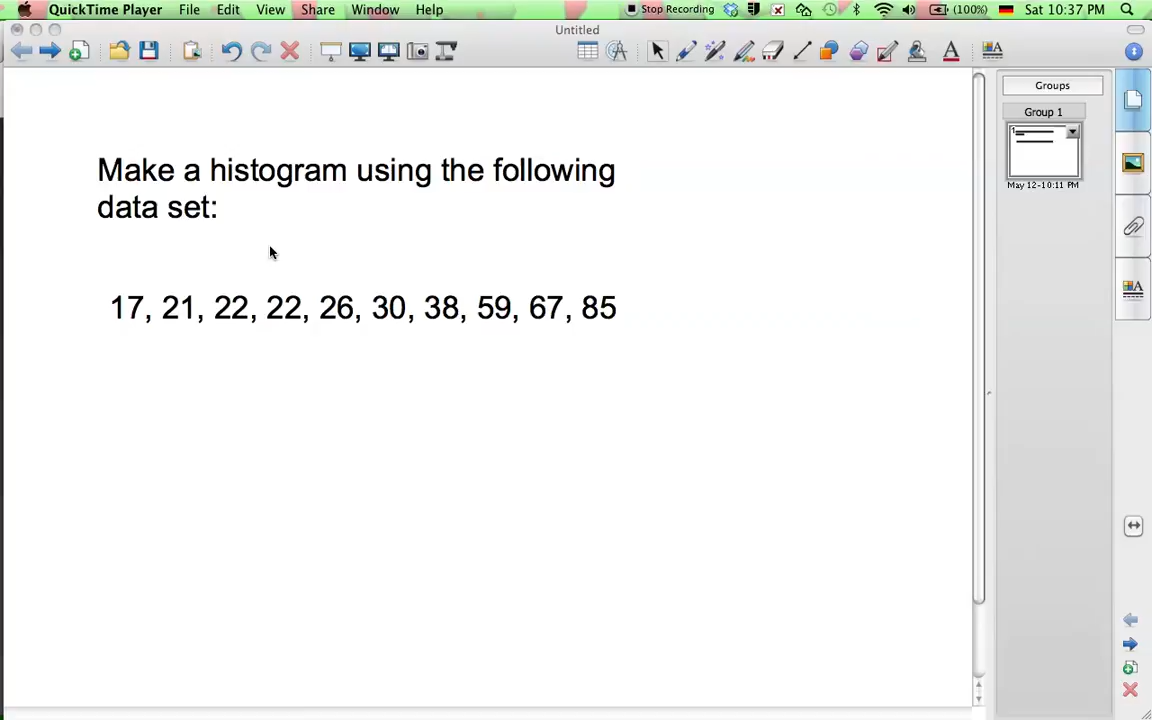 QuickTime Player File Edit View Share Window Help Stop Recording (100%) Sat 10:37 PM
Untitled
Groups
Group 1
1
May 12-10:11 PM
Make a histogram using the following
data set:
17, 21, 22, 22, 26, 30, 38, 59, 67, 85